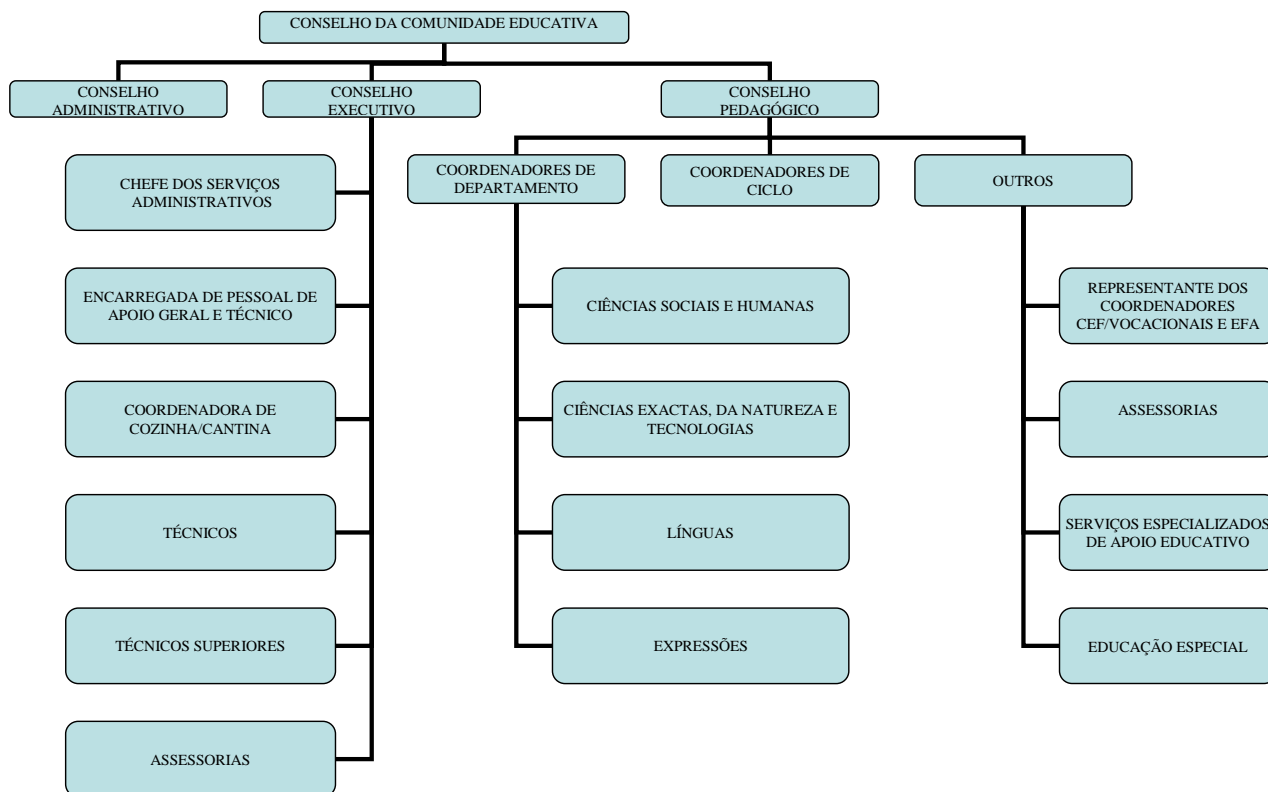 CONSELHO DA COMUNIDADE EDUCATIVA
CONSELHO
ADMINISTRATIVO
CONSELHO
EXECUTIVO
CONSELHO
PEDAGÓGICO
CHEFE DOS SERVIÇOS
ADMINISTRATIVOS
ENCARREGADA DE PESSOAL DE
APOIO GERAL E TÉCNICO
COORDENADORA DE
COZINHA/CANTINA
TÉCNICOS
TÉCNICOS SUPERIORES
ASSESSORIAS
COORDENADORES DE
DEPARTAMENTO
CIÊNCIAS SOCIAIS E HUMANAS
CIÊNCIAS EXACTAS, DA NATUREZA E
TECNOLOGIAS
LÍNGUAS
EXPRESSÕES
COORDENADORES DE
CICLO
OUTROS
REPRESENTANTE DOS
COORDENADORES
CEF/VOCACIONAIS E EFA
ASSESSORIAS
SERVIÇOS ESPECIALIZADOS
DE APOIO EDUCATIVO
EDUCAÇÃO ESPECIAL